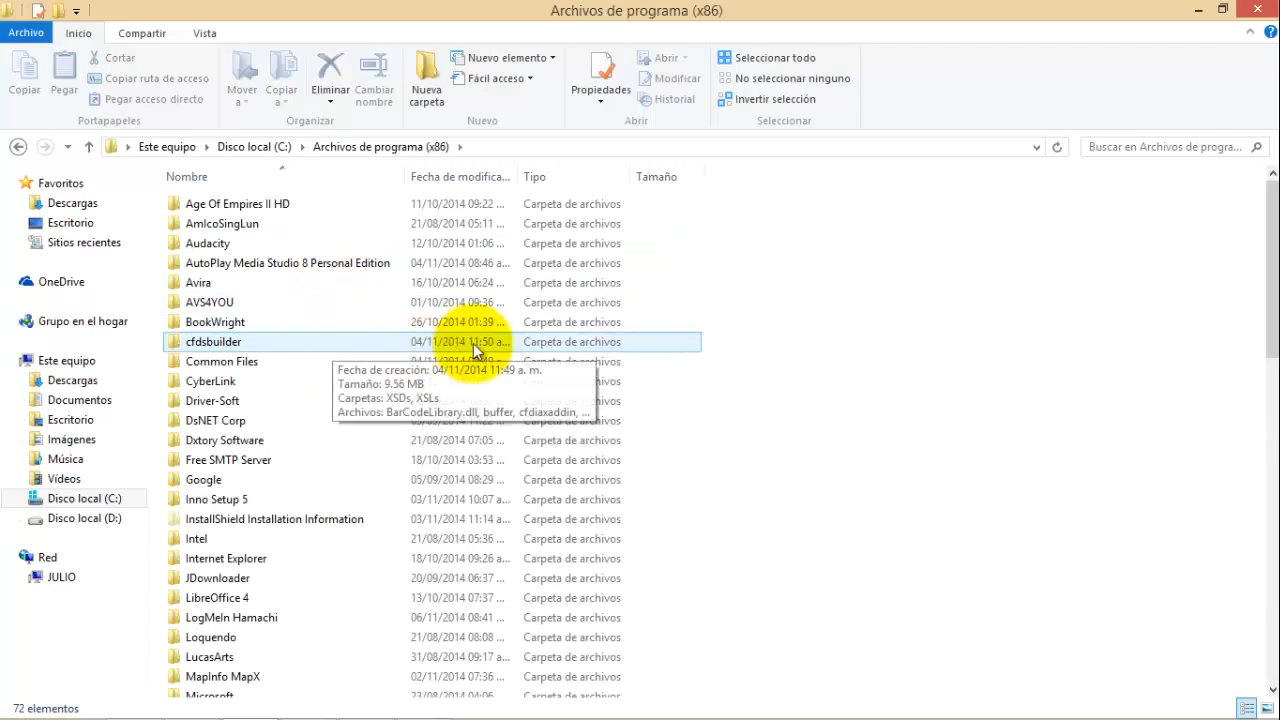 Archivos de programa (x86)
Archivo Inicio Compartir Vista
Copiar
Pegar
Cortar
Copiar ruta de acceso
Pegar acceso directo
Portapapeles
Mover a
Copiar a
Eliminar
Cambiar nombre
Organizar
Nueva carpeta
Nuevo elemento
Fácil acceso
Nuevo
Propiedades
Abrir
Modificar
Historial
Abrir
Seleccionar todo
No seleccionar ninguno
Invertir selección
Seleccionar
Este equipo Disco local (C:) Archivos de programa (x86)
Buscar en Archivos de progra...
Favoritos
Descargas
Escritorio
Sitios recientes
OneDrive
Grupo en el hogar
Este equipo
Descargas
Documentos
Escritorio
Imágenes
Música
Vídeos
Disco local (C:)
Disco local (D:)
Red
JULIO
Nombre Fecha de modifica... Tipo Tamaño
Age Of Empires II HD 11/10/2014 09:22 ... Carpeta de archivos
AmIcoSingLun 21/08/2014 05:11 ... Carpeta de archivos
Audacity 12/10/2014 01:06 ... Carpeta de archivos
AutoPlay Media Studio 8 Personal Edition 04/11/2014 08:46 a... Carpeta de archivos
Avira 16/10/2014 06:24 ... Carpeta de archivos
AVS4YOU 01/10/2014 09:36 ... Carpeta de archivos
BookWright 26/10/2014 01:39 ... Carpeta de archivos
cfdsbuilder 04/11/2014 11:50 a... Carpeta de archivos
Common Files Carpeta de archivos
Fecha de creación: 04/11/2014 11:49 a. m.
Tamaño: 9.56 MB
Carpetas: XSDs, XSLs
Archivos: BarCodeLibrary.dll, buffer, cfdiaxaddin, ...
CyberLink
Driver-Soft
DsNET Corp Carpeta de archivos
Dxtory Software 21/08/2014 07:05 ... Carpeta de archivos
Free SMTP Server 18/10/2014 03:53 ... Carpeta de archivos
Google 05/09/2014 08:29 ... Carpeta de archivos
Inno Setup 5 03/11/2014 10:07 a... Carpeta de archivos
InstallShield Installation Information 03/11/2014 11:14 a... Carpeta de archivos
Intel 21/08/2014 05:36 ... Carpeta de archivos
Internet Explorer 18/10/2014 09:26 a... Carpeta de archivos
JDownloader 20/09/2014 06:37 ... Carpeta de archivos
LibreOffice 4 13/10/2014 07:37 ... Carpeta de archivos
LogMeIn Hamachi 06/11/2014 08:41 ... Carpeta de archivos
Loquendo 21/08/2014 08:08 ... Carpeta de archivos
LucasArts 31/08/2014 09:17 a... Carpeta de archivos
MapInfo MapX 02/11/2014 07:36 ... Carpeta de archivos
Microsoft 23/08/2014 04:06 ... Carpeta de archivos
72 elementos